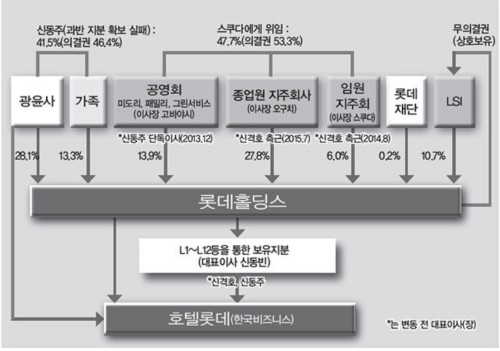 신동주(과반 지분 확보 실패) :
41,5%(의결권 46,4%)
스쿠다에게 위임 :
47,7%(의결권 53,3%)
무의결권
(상호보유)
광윤사
가족
공영회
미도리, 패밀리, 그린서비스
(이사장 고바야시)
종업원 지주회사
(이사장 오구치)
임원
지주회
(이사장 스쿠다)
롯데
재단
LSI
*신동주 단독이사(2013.12)
*신격호 측근(2015.7)
*신격호 측근(2014.8)
28,1%
13,3%
13,9%
27,8%
6,0%
0,2%
10,7%
롯데홀딩스
L1~L12등을 통한 보유지분
(대표이사 신동빈)
*신격호, 신동주
호텔롯데(한국비즈니스)
*는 변동 전 대표이사(장)